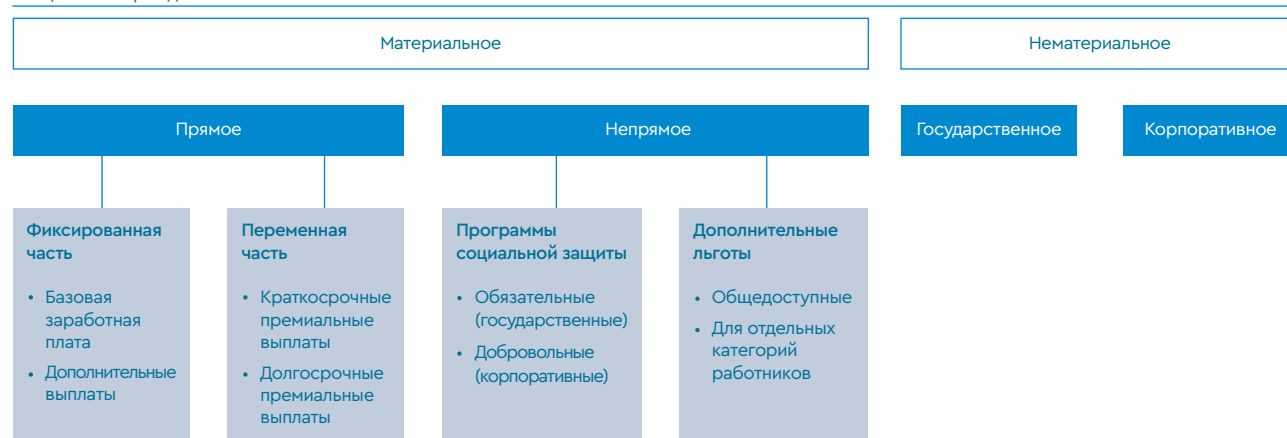 Материальное
Нематериальное
Прямое
Непрямое
Государственное
Корпоративное
Фиксированная
часть
• Базовая
заработная
плата
• Дополнительные
выплаты
Переменная
часть
• Краткосрочные
премиальные
выплаты
• Долгосрочные
премиальные
выплаты
Программы
социальной защиты
• Обязательные
(государственные)
• Добровольные
(корпоративные)
Дополнительные
льготы
• Общедоступные
• Для отдельных
категорий
работников